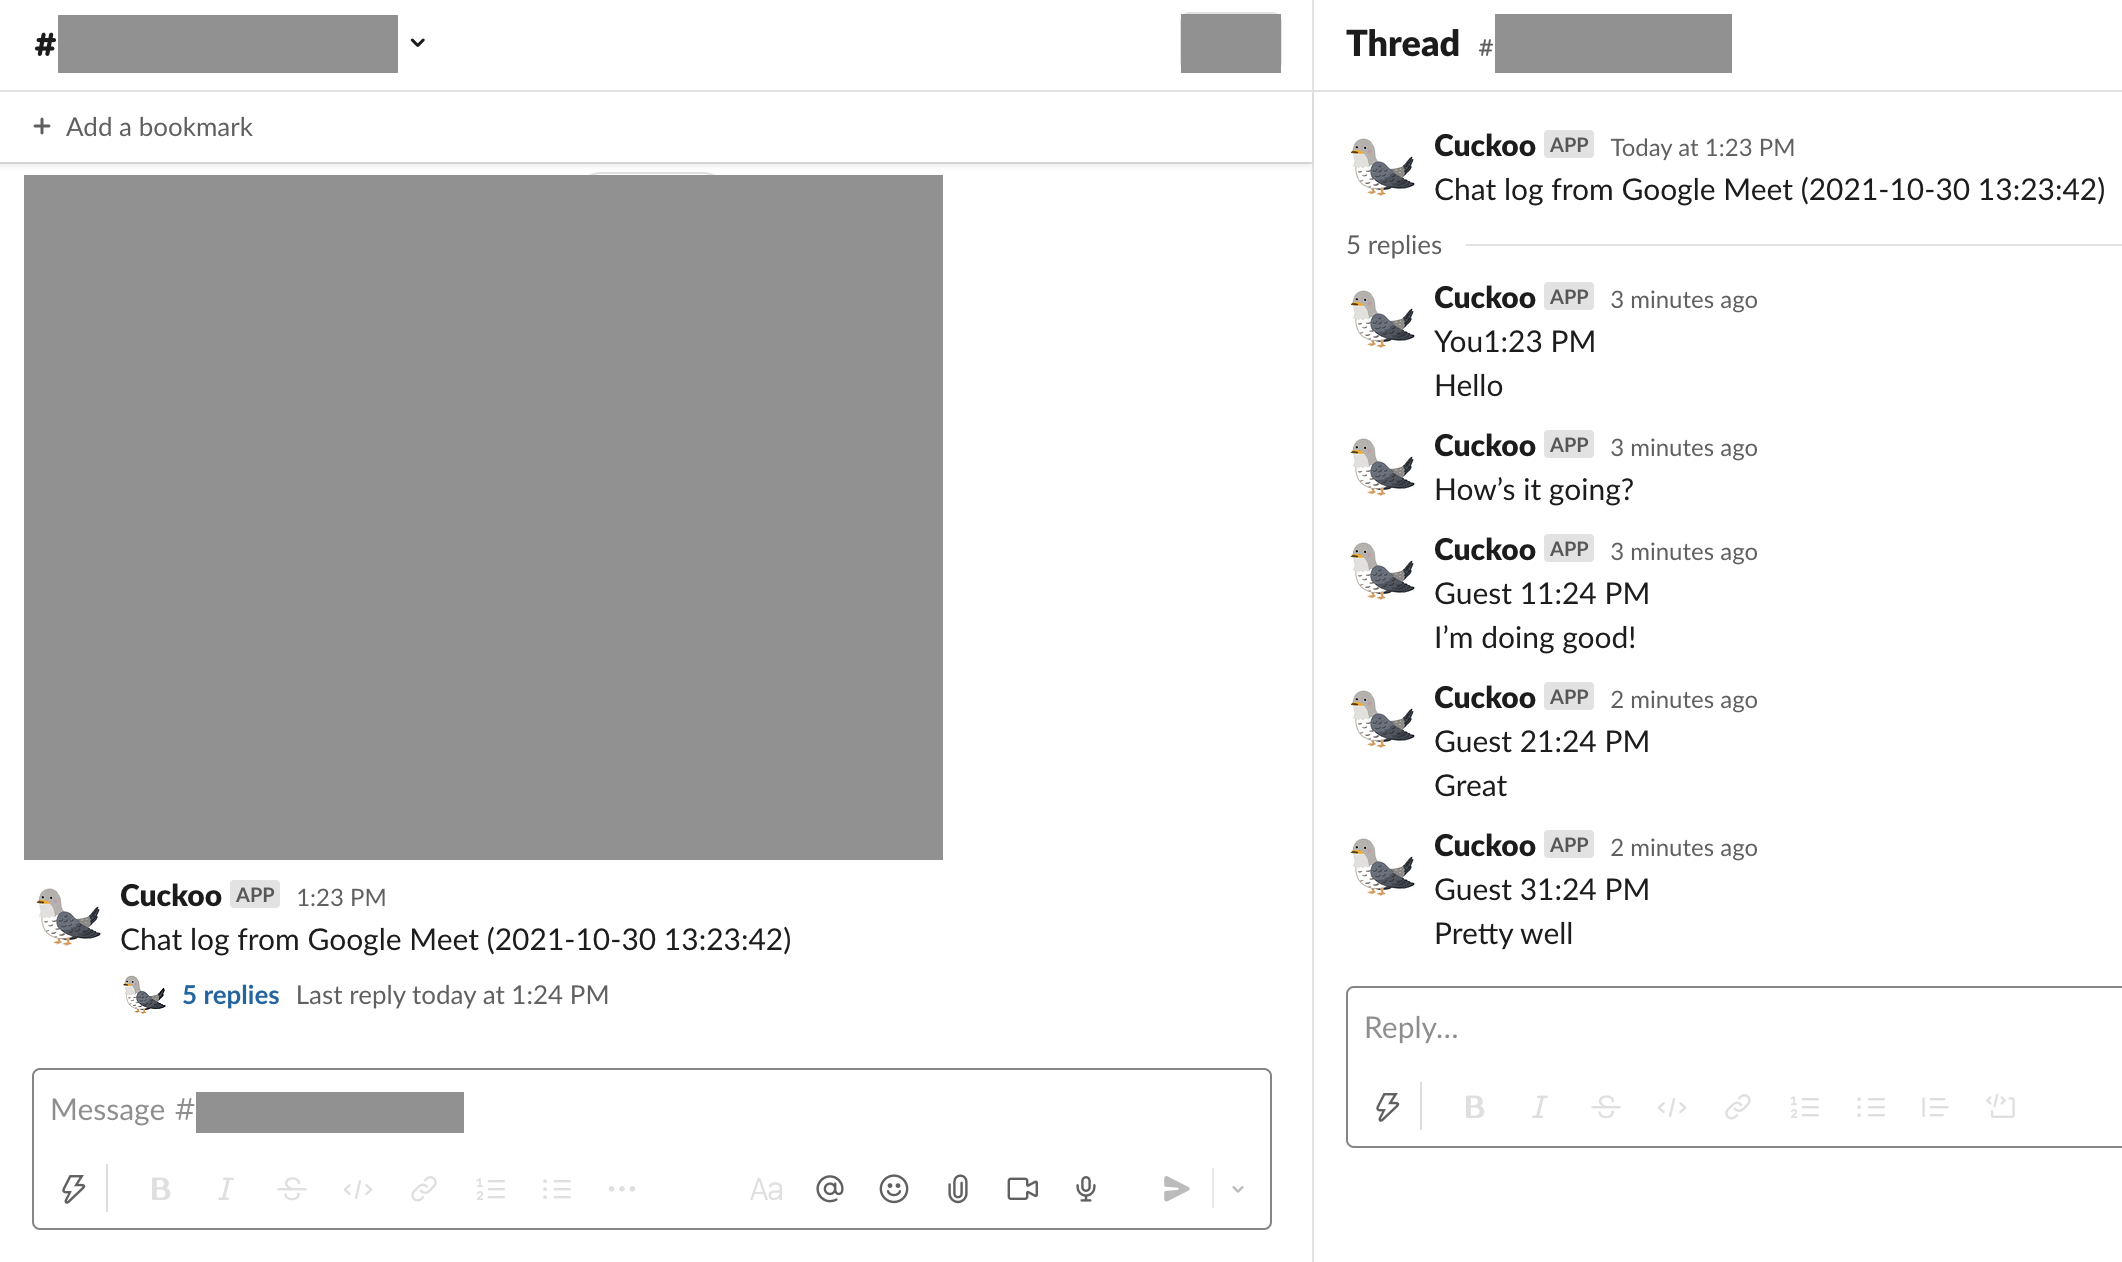 #
+ Add a bookmark
Cuckoo APP 1:23 PM
Chat log from Google Meet (2021-10-30 13:23:42)
5 replies Last reply today at 1:24 PM
Message #
B I S </> Aa @
Thread #
Cuckoo APP Today at 1:23 PM
Chat log from Google Meet (2021-10-30 13:23:42)
5 replies
Cuckoo APP 3 minutes ago
You1:23 PM
Hello
Cuckoo APP 3 minutes ago
How’s it going?
Cuckoo APP 3 minutes ago
Guest 11:24 PM
I’m doing good!
Cuckoo APP 2 minutes ago
Guest 21:24 PM
Great
Cuckoo APP 2 minutes ago
Guest 31:24 PM
Pretty well
Reply...
B I S </>